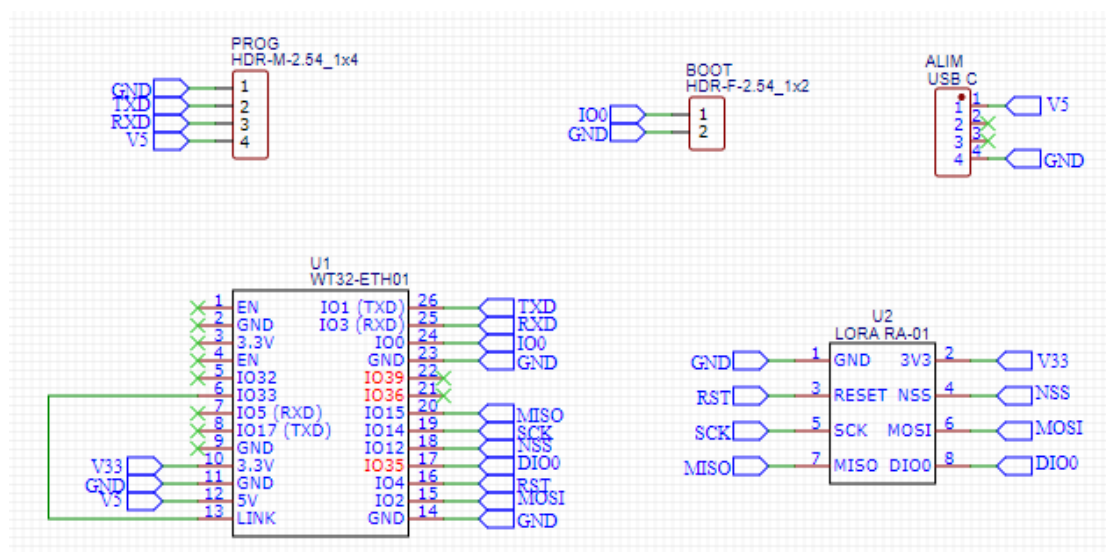 PROG
HDR-M-2.54_1x4
GND 1
TXD 2
RXD 3
V5 4
BOOT
HDR-F-2.54_1x2
IO0 1
GND 2
ALIM
USB C
1 1 V5
2 2
3 3
4 4 GND
U1
WT32-ETH01
1 EN IO1 (TXD) 26 TXD
2 GND IO3 (RXD) 25 RXD
3 3.3V IO0 24 IO0
4 EN GND 23 GND
5 IO32 IO39 22
6 IO33 IO36 21
7 IO5 (RXD) IO15 20 MISO
8 IO17 (TXD) IO14 19 SCK
9 GND IO12 18 NSS
V33 10 3.3V IO35 17 DIO0
GND 11 GND IO4 16 RST
V5 12 5V IO2 15 MOSI
13 LINK GND 14 GND
U2
LORA RA-01
GND 1 GND 3V3 2 V33
RST 3 RESET NSS 4 NSS
SCK 5 SCK MOSI 6 MOSI
MISO 7 MISO DIO0 8 DIO0